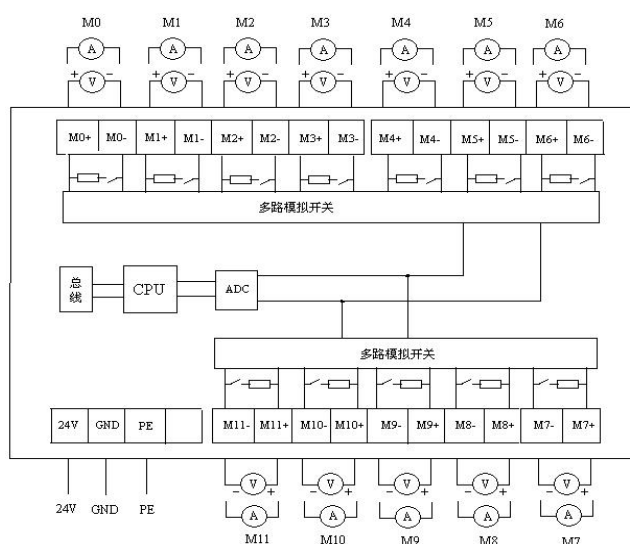 M0 M1 M2 M3 M4 M5 M6
A A A A A A A
+ V − + V − + V − + V − + V − + V − + V −
M0+ M0- M1+ M1- M2+ M2- M3+ M3- M4+ M4- M5+ M5- M6+ M6-
多路模拟开关
总线 CPU ADC
多路模拟开关
24V GND PE M11- M11+ M10- M10+ M9- M9+ M8- M8+ M7- M7+
− V + − V + − V + − V + − V +
24V GND PE
A A A A A
M11 M10 M9 M8 M7